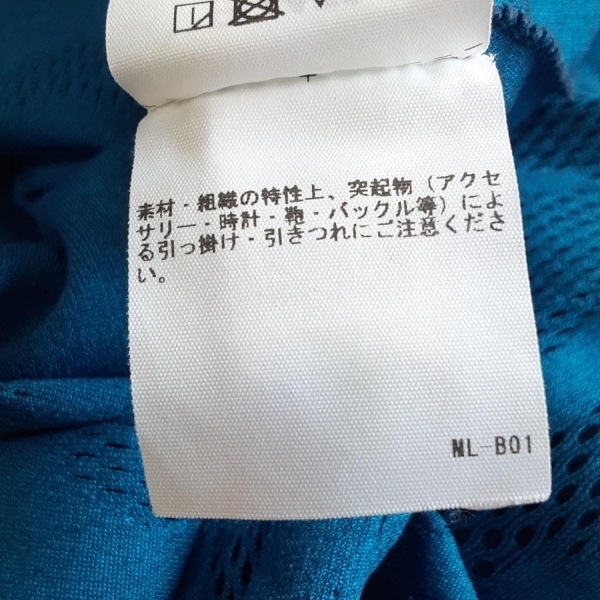 素材・組織の特性上、突起物（アクセ
サリー・時計・鞄・バックル等）によ
る引っ掛け・引きつれにご注意くださ
い。
ML-B01